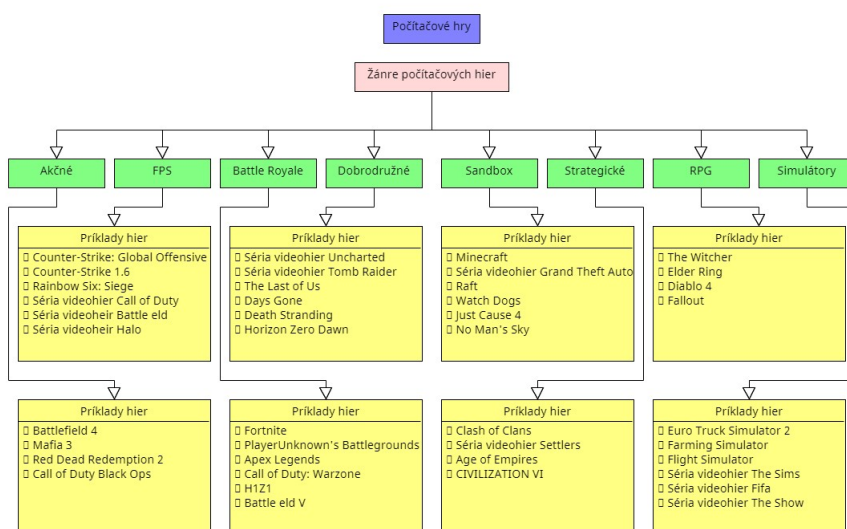 Počítačové hry
Žánre počítačových hier
Akčné
FPS
Battle Royale
Dobrodružné
Sandbox
Strategické
RPG
Simulátory
Príklady hier
Counter-Strike: Global Offensive
Counter-Strike 1.6
Rainbow Six: Siege
Séria videohier Call of Duty
Séria videoheir Battle eld
Séria videoheir Halo
Príklady hier
Séria videohier Uncharted
Séria videohier Tomb Raider
The Last of Us
Days Gone
Death Stranding
Horizon Zero Dawn
Príklady hier
Minecraft
Séria videohier Grand Theft Auto
Raft
Watch Dogs
Just Cause 4
No Man's Sky
Príklady hier
The Witcher
Elder Ring
Diablo 4
Fallout
Príklady hier
Battlefield 4
Mafia 3
Red Dead Redemption 2
Call of Duty Black Ops
Príklady hier
Fortnite
PlayerUnknown's Battlegrounds
Apex Legends
Call of Duty: Warzone
H1Z1
Battle eld V
Príklady hier
Clash of Clans
Séria videohier Settlers
Age of Empires
CIVILIZATION VI
Príklady hier
Euro Truck Simulator 2
Farming Simulator
Flight Simulator
Séria videohier The Sims
Séria videohier Fifa
Séria videohier The Show